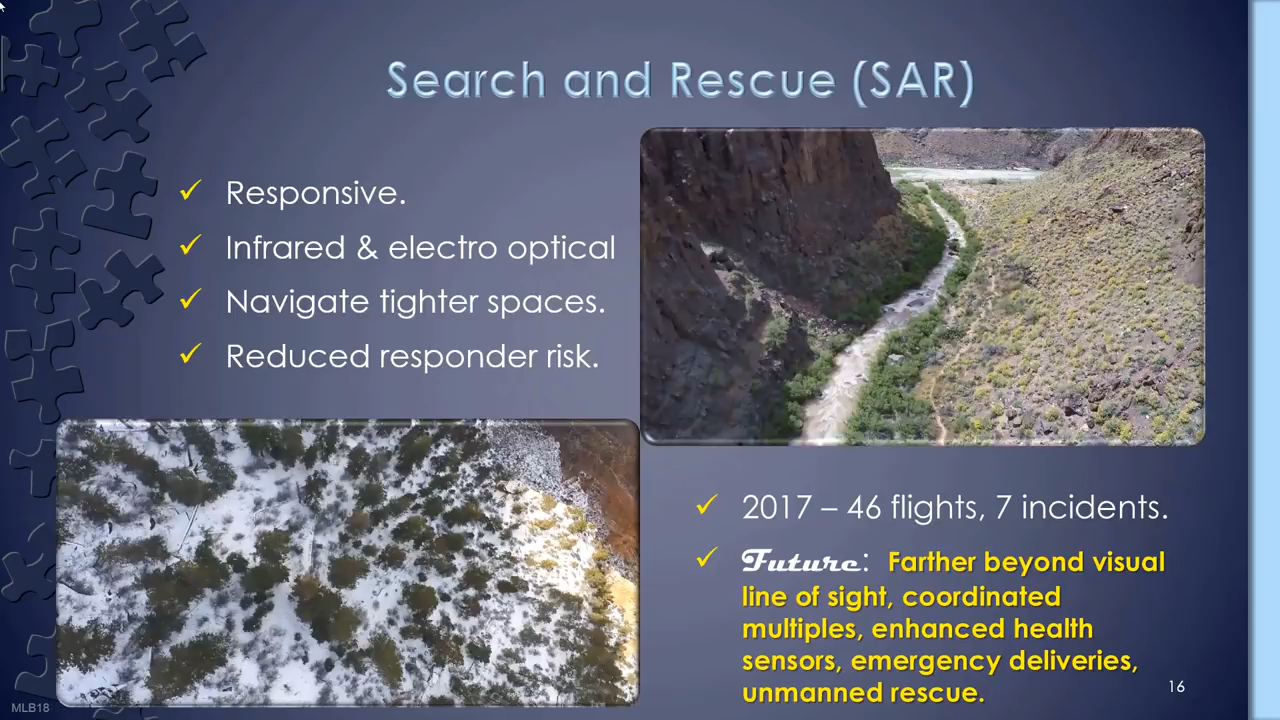 Search and Rescue (SAR)
Responsive.
Infrared & electro optical
Navigate tighter spaces.
Reduced responder risk.
2017 – 46 flights, 7 incidents.
Future: Farther beyond visual
line of sight, coordinated
multiples, enhanced health
sensors, emergency deliveries,
unmanned rescue.
16
MLB18